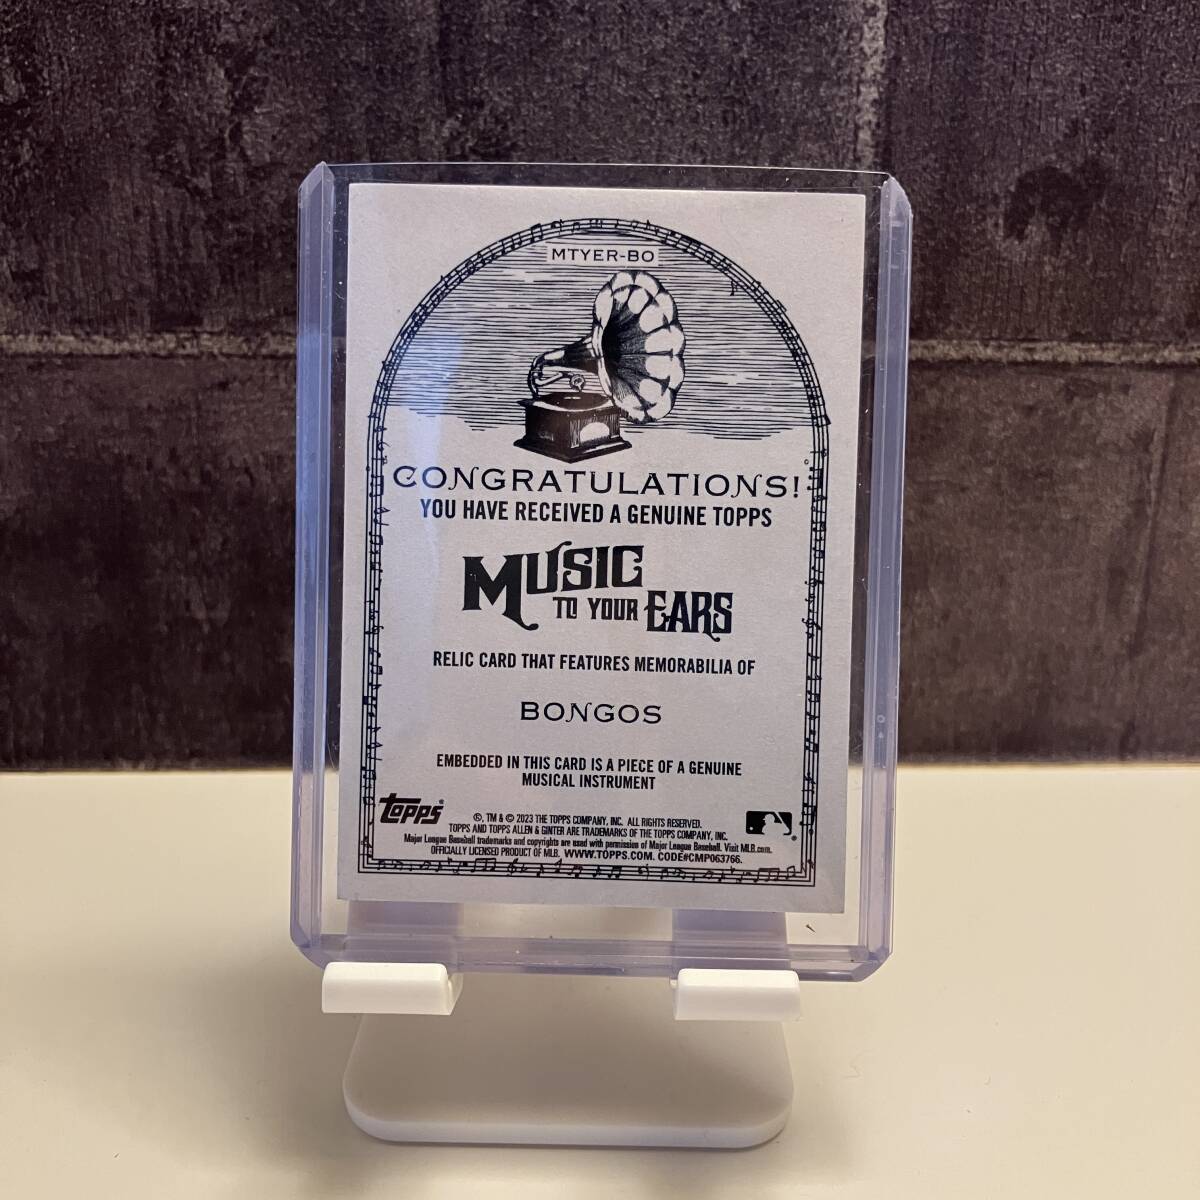 MTYER-BO
CONGRATULATIONS!
YOU HAVE RECEIVED A GENUINE TOPPS
MUSIC
TO YOUR EARS
RELIC CARD THAT FEATURES MEMORABILIA OF
BONGOS
EMBEDDED IN THIS CARD IS A PIECE OF A GENUINE
MUSICAL INSTRUMENT
topps®
®, TM & © 2023 THE TOPPS COMPANY, INC. ALL RIGHTS RESERVED.
TOPPS AND TOPPS ALLEN & GINTER ARE TRADEMARKS OF THE TOPPS COMPANY, INC.
Major League Baseball trademarks and copyrights are used with permission of Major League Baseball. Visit MLB.com.
OFFICIALLY LICENSED PRODUCT OF MLB. WWW.TOPPS.COM. CODE#CMP063766.